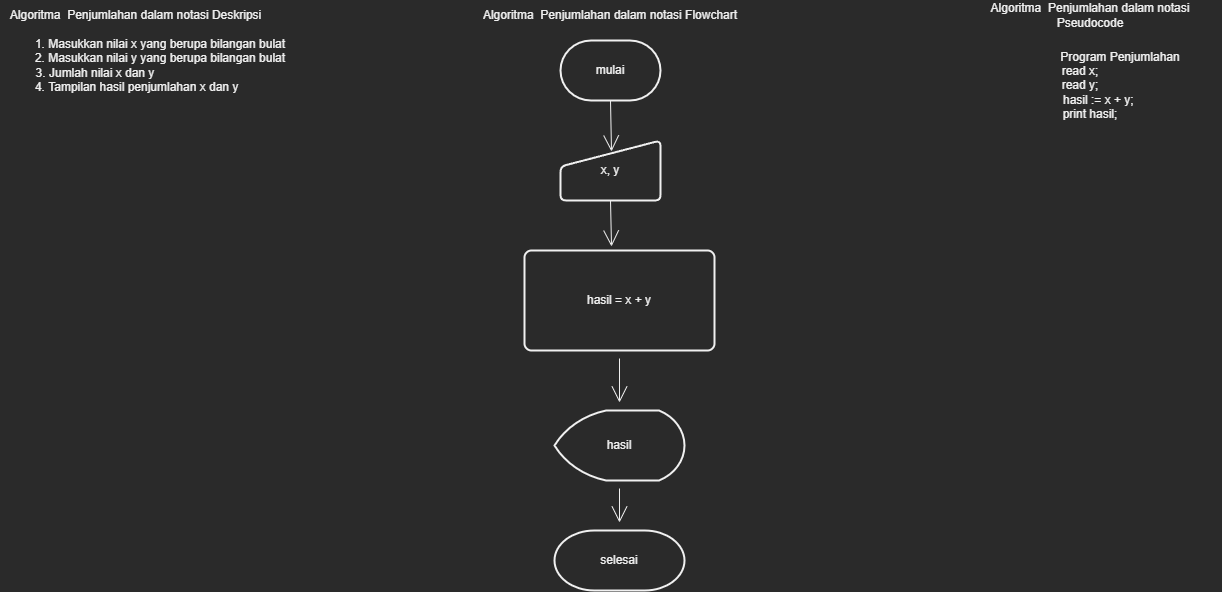 Algoritma  Penjumlahan dalam notasi Deskripsi
1. Masukkan nilai x yang berupa bilangan bulat
2. Masukkan nilai y yang berupa bilangan bulat
3. Jumlah nilai x dan y
4. Tampilan hasil penjumlahan x dan y
Algoritma  Penjumlahan dalam notasi Flowchart
mulai
x, y
hasil = x + y
hasil
selesai
Algoritma  Penjumlahan dalam notasi
Pseudocode
Program Penjumlahan
read x;
read y;
hasil := x + y;
print hasil;